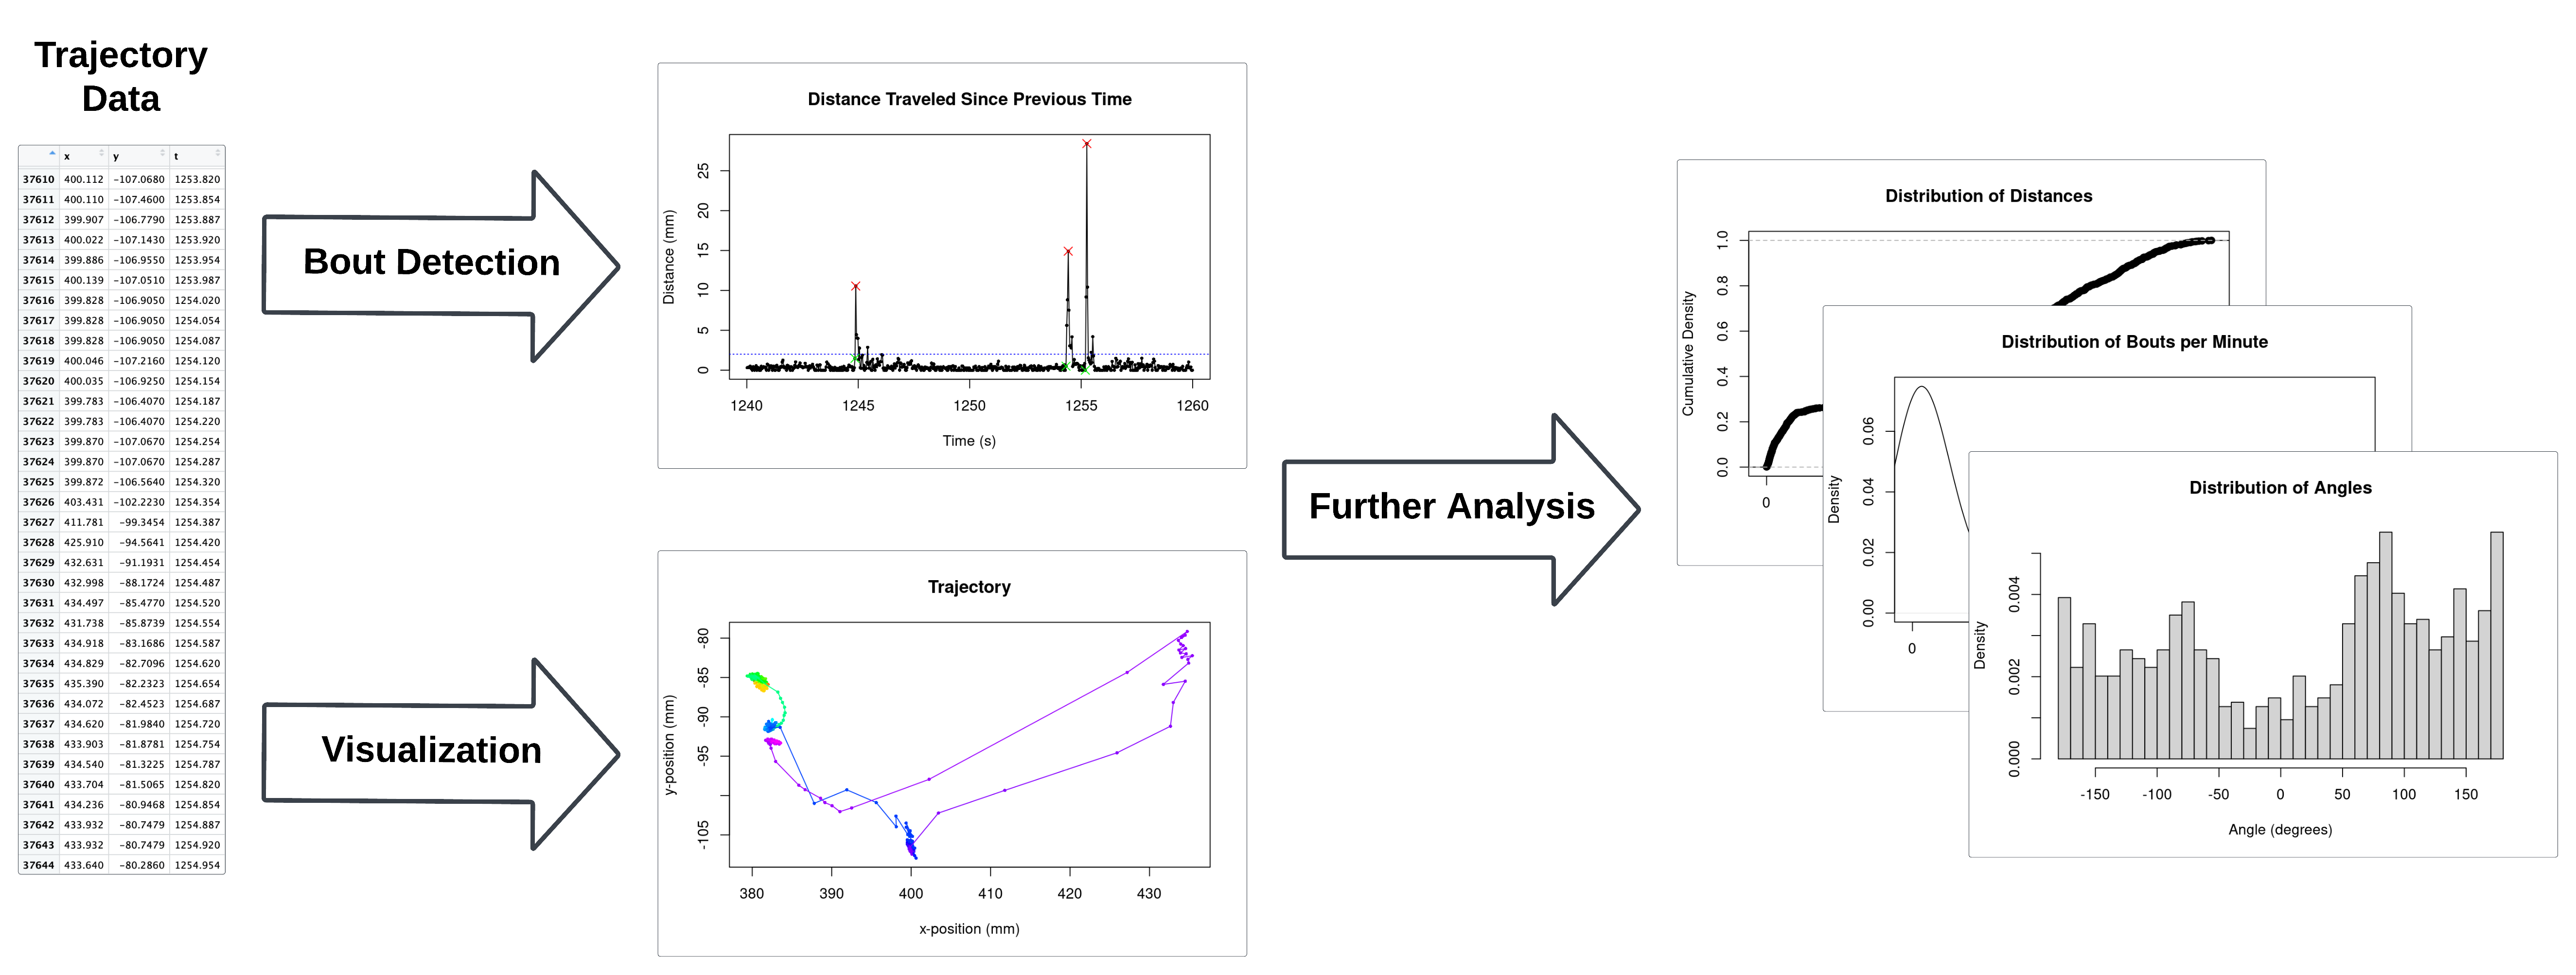 Trajectory
Data
x y t
37610 400.112 -107.0680 1253.820
37611 400.110 -107.4600 1253.854
37612 399.907 -106.7790 1253.887
37613 400.022 -107.1430 1253.920
37614 399.886 -106.9550 1253.954
37615 400.139 -107.0510 1253.987
37616 399.828 -106.9050 1254.020
37617 399.828 -106.9050 1254.054
37618 399.828 -106.9050 1254.087
37619 400.046 -107.2160 1254.120
37620 400.035 -106.9250 1254.154
37621 399.783 -106.4070 1254.187
37622 399.783 -106.4070 1254.220
37623 399.870 -107.0670 1254.254
37624 399.870 -107.0670 1254.287
37625 399.872 -106.5640 1254.320
37626 403.431 -102.2230 1254.354
37627 411.781 -99.3454 1254.387
37628 425.910 -94.5641 1254.420
37629 432.631 -91.1931 1254.454
37630 432.998 -88.1724 1254.487
37631 434.497 -85.4770 1254.520
37632 431.738 -85.8739 1254.554
37633 434.918 -83.1686 1254.587
37634 434.829 -82.7096 1254.620
37635 435.390 -82.2323 1254.654
37636 434.072 -82.4523 1254.687
37637 434.620 -81.9840 1254.720
37638 433.903 -81.8781 1254.754
37639 434.540 -81.3225 1254.787
37640 433.704 -81.5065 1254.820
37641 434.236 -80.9468 1254.854
37642 433.932 -80.7479 1254.887
37643 433.932 -80.7479 1254.920
37644 433.640 -80.2860 1254.954
Bout Detection
Visualization
Distance Traveled Since Previous Time
Distance (mm)
25
20
15
10
5
0
1240 1245 1250 1255 1260
Time (s)
Trajectory
y-position (mm)
-80
-85
-90
-95
-105
380 390 400 410 420 430
x-position (mm)
Further Analysis
Distribution of Distances
Cumulative Density
1.0
0.8
0.6
0.4
0.2
0.0
0
Distribution of Bouts per Minute
Density
0.06
0.04
0.02
0.00
0
Distribution of Angles
Density
0.004
0.002
0.000
-150 -100 -50 0 50 100 150
Angle (degrees)